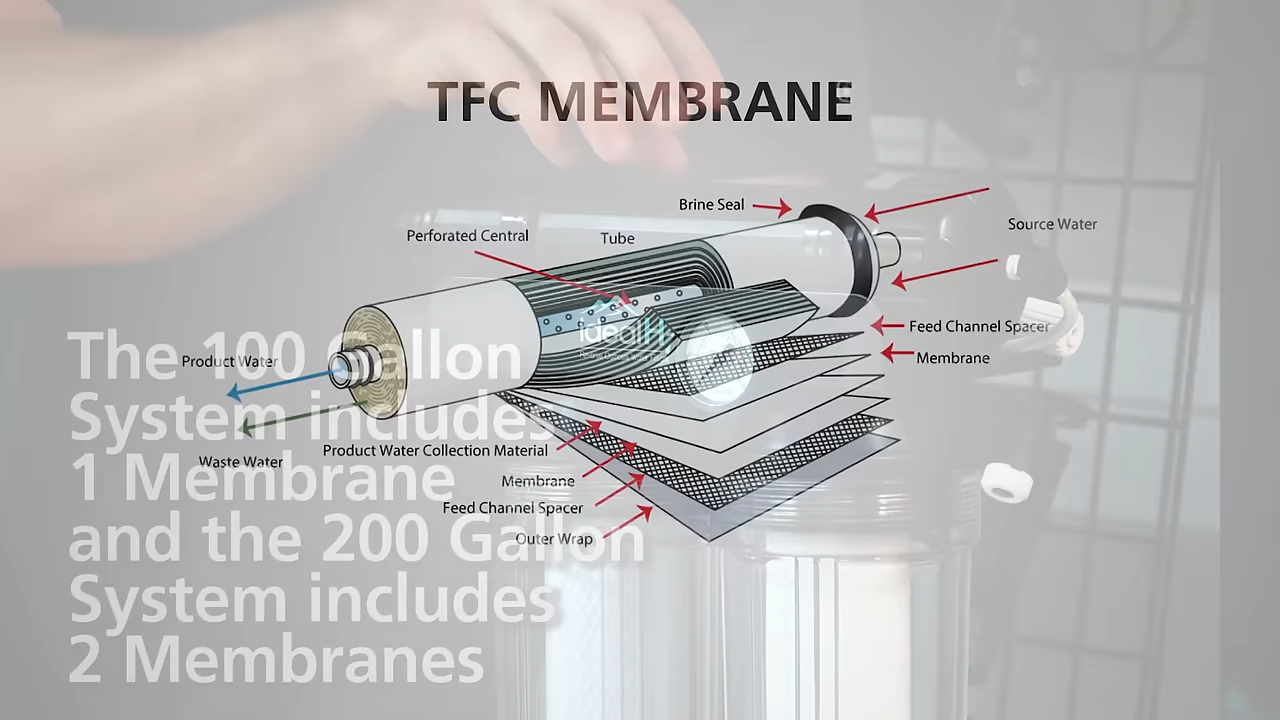 TFC MEMBRANE
Brine Seal
Source Water
Perforated Central
Tube
idealH
Feed Channel Spacer
Membrane
Product Water
Waste Water
Product Water Collection Material
Membrane
Feed Channel Spacer
Outer Wrap
The 100 Gallon
System includes
1 Membrane
and the 200 Gallon
System includes
2 Membranes